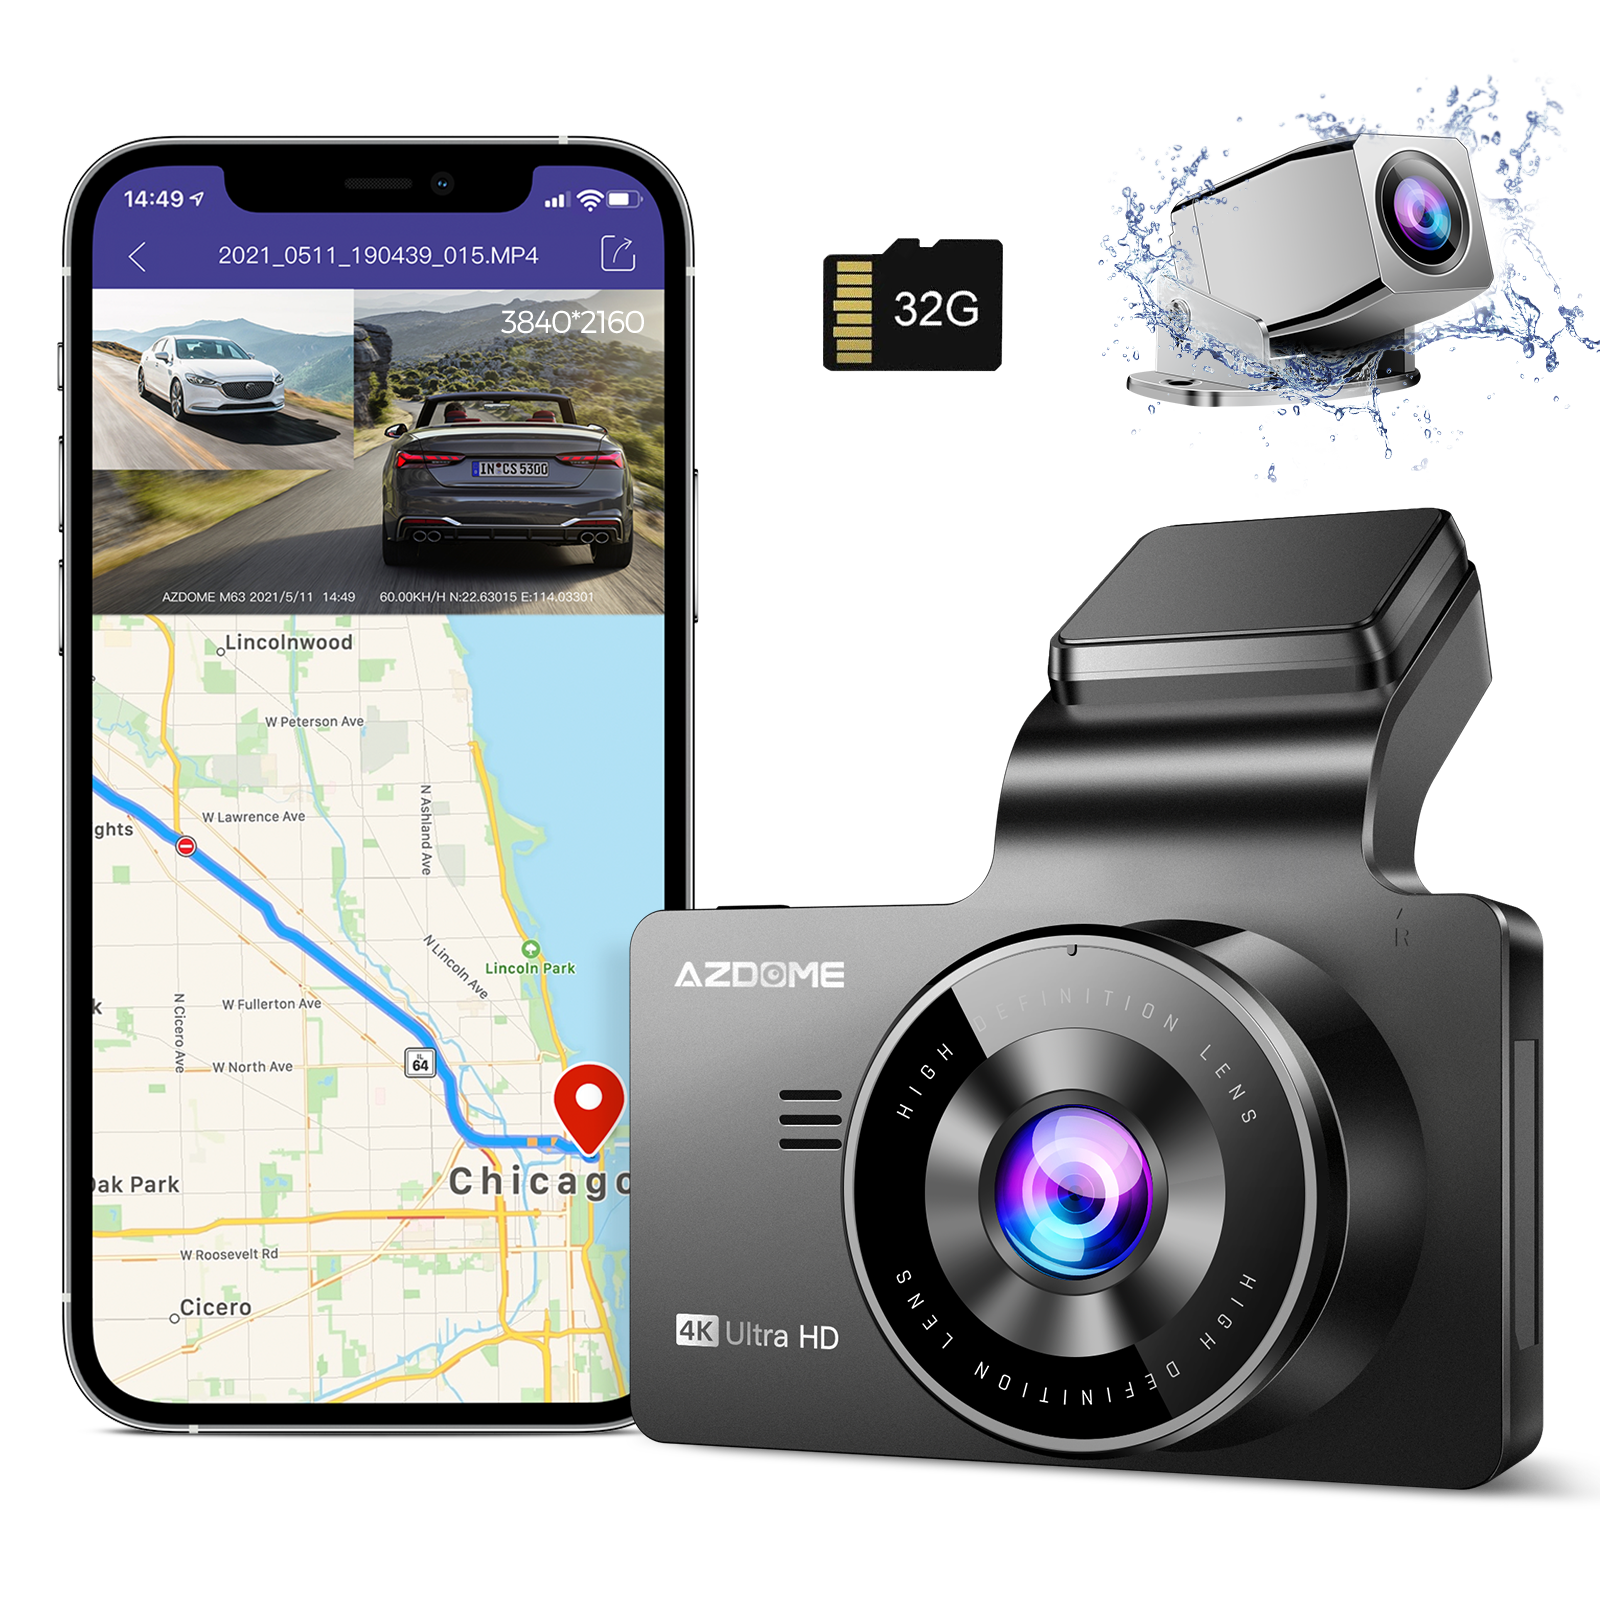 14:49
2021_0511_190439_015.MP4
3840*2160
IN CS 5300
AZDOME M63 2021/5/11 14:49 60.00KH/H N:22.63015 E:114.03301
Lincolnwood
W Peterson Ave
N Ashland Ave
W Lawrence Ave
ghts
N Lincoln Ave
Lincoln Park
k
N Cicero Ave
W Fullerton Ave
W North Ave
IL
64
Chicago
Oak Park
W Roosevelt Rd
Cicero
32G
AZDOME
R
HIGH DEFINITION LENS
HIGH DEFINITION LENS
4K Ultra HD